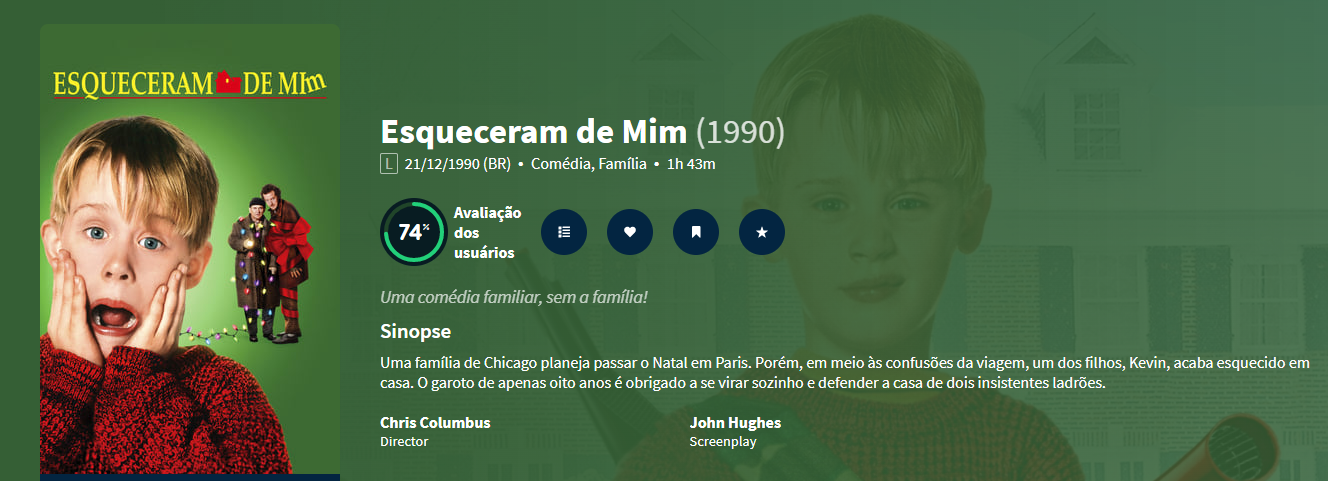 ESQUECERAM DE MIm
Esqueceram de Mim (1990)
L 21/12/1990 (BR) • Comédia, Família • 1h 43m
74%
Avaliação
dos
usuários
Uma comédia familiar, sem a família!
Sinopse
Uma família de Chicago planeja passar o Natal em Paris. Porém, em meio às confusões da viagem, um dos filhos, Kevin, acaba esquecido em
casa. O garoto de apenas oito anos é obrigado a se virar sozinho e defender a casa de dois insistentes ladrões.
Chris Columbus
Director
John Hughes
Screenplay